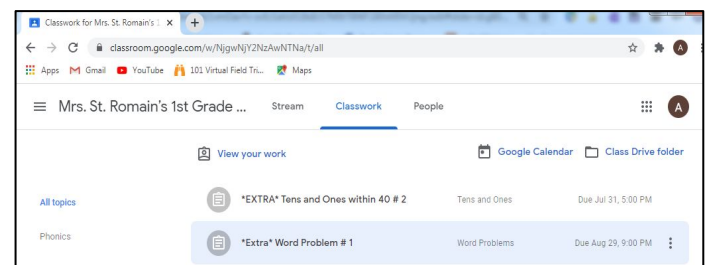 Classwork for Mrs. St. Romain's 1
classroom.google.com/w/NjgwNjY2NzAwNTNa/t/all
A
Apps Gmail YouTube 101 Virtual Field Tri... Maps
Mrs. St. Romain's 1st Grade ... Stream Classwork People A
View your work Google Calendar Class Drive folder
All topics *EXTRA* Tens and Ones within 40 # 2 Tens and Ones Due Jul 31, 5:00 PM
Phonics *Extra* Word Problem # 1 Word Problems Due Aug 29, 9:00 PM